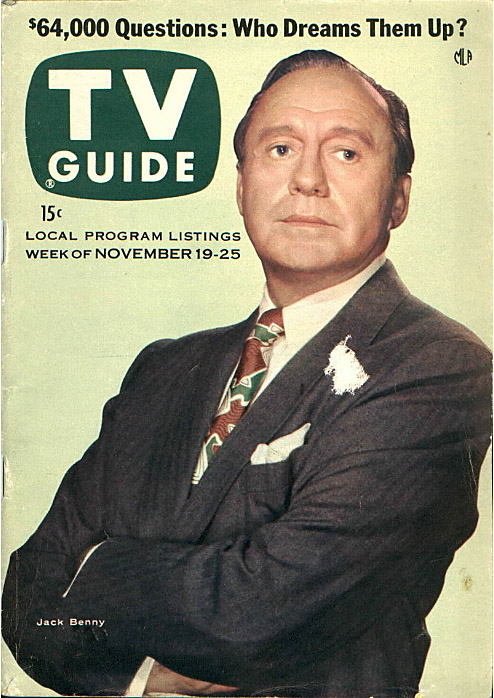 $64,000 Questions: Who Dreams Them Up?
MLA
TV
GUIDE
®
15¢
LOCAL PROGRAM LISTINGS
WEEK OF NOVEMBER 19-25
Jack Benny